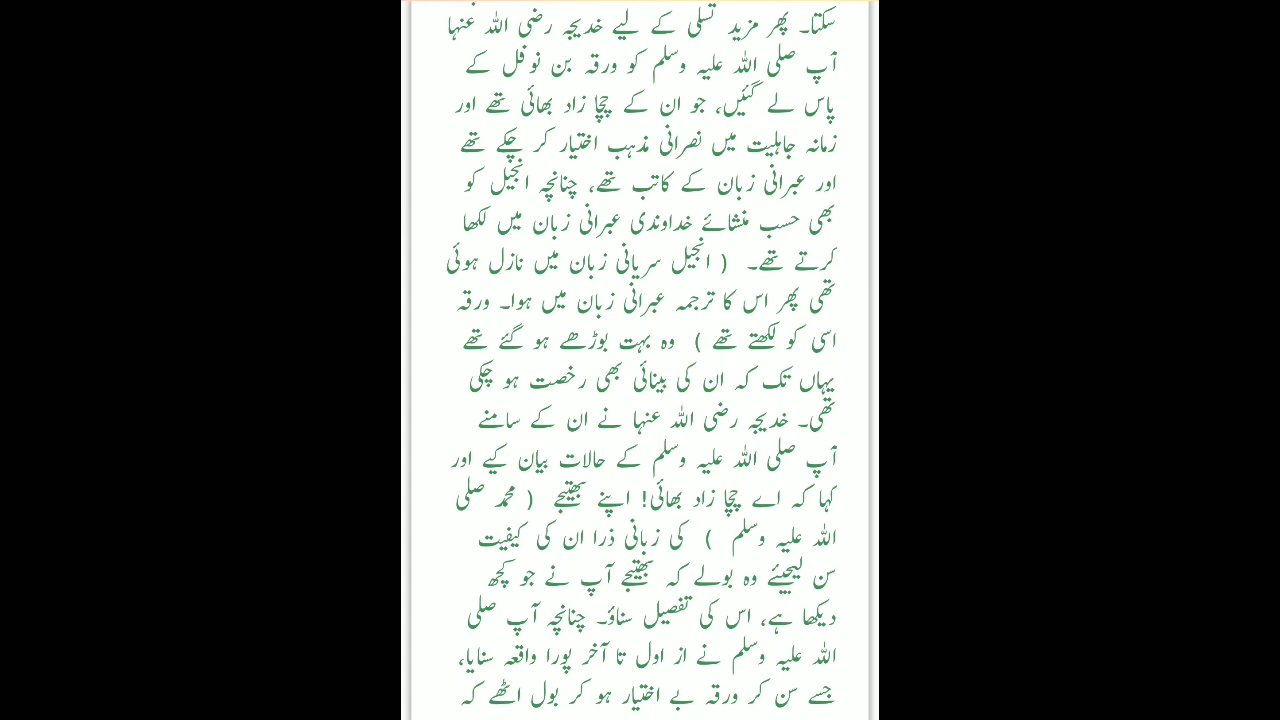 سکتا۔ پھر مزید تسلی کے لیے خدیجہ رضی اللہ عنہا
آپ صلی اللہ علیہ وسلم کو ورقہ بن نوفل کے
پاس لے گئیں، جو ان کے چچا زاد بھائی تھے اور
زمانہ جاہلیت میں نصرانی مذہب اختیار کر چکے تھے
اور عبرانی زبان کے کاتب تھے، چنانچہ انجیل کو
بھی حسب منشائے خداوندی عبرانی زبان میں لکھا
کرتے تھے۔ ( انجیل سریانی زبان میں نازل ہوئی
تھی پھر اس کا ترجمہ عبرانی زبان میں ہوا۔ ورقہ
اسی کو لکھتے تھے ) وہ بہت بوڑھے ہو گئے تھے
یہاں تک کہ ان کی بینائی بھی رخصت ہو چکی
تھی۔ خدیجہ رضی اللہ عنہا نے ان کے سامنے
آپ صلی اللہ علیہ وسلم کے حالات بیان کیے اور
کہا کہ اے چچا زاد بھائی! اپنے بھتیجے ( محمد صلی
اللہ علیہ وسلم ) کی زبانی ذرا ان کی کیفیت
سن لیجیئے وہ بولے کہ بھتیجے آپ نے جو کچھ
دیکھا ہے، اس کی تفصیل سناؤ۔ چنانچہ آپ صلی
اللہ علیہ وسلم نے از اول تا آخر پورا واقعہ سنایا،
جسے سن کر ورقہ بے اختیار ہو کر بول اٹھے کہ